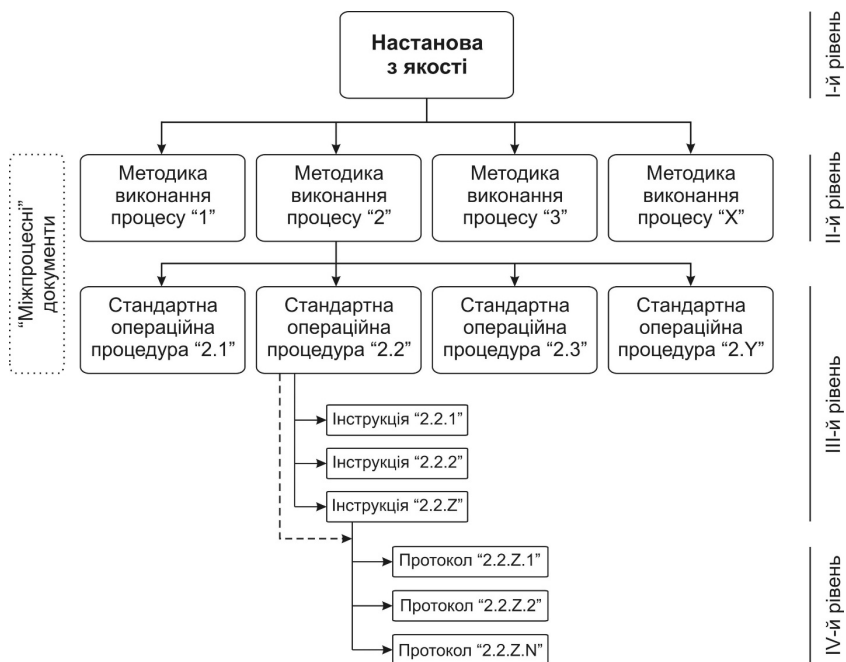 Настанова
з якості
І-й рівень
Методика
виконання
процесу “1”
Методика
виконання
процесу “2”
Методика
виконання
процесу “3”
Методика
виконання
процесу “X”
ІІ-й рівень
“Міжпроцесні”
документи
Стандартна
операційна
процедура “2.1”
Стандартна
операційна
процедура “2.2”
Стандартна
операційна
процедура “2.3”
Стандартна
операційна
процедура “2.Y”
ІІІ-й рівень
Інструкція “2.2.1”
Інструкція “2.2.2”
Інструкція “2.2.Z”
Протокол “2.2.Z.1”
Протокол “2.2.Z.2”
Протокол “2.2.Z.N”
IV-й рівень